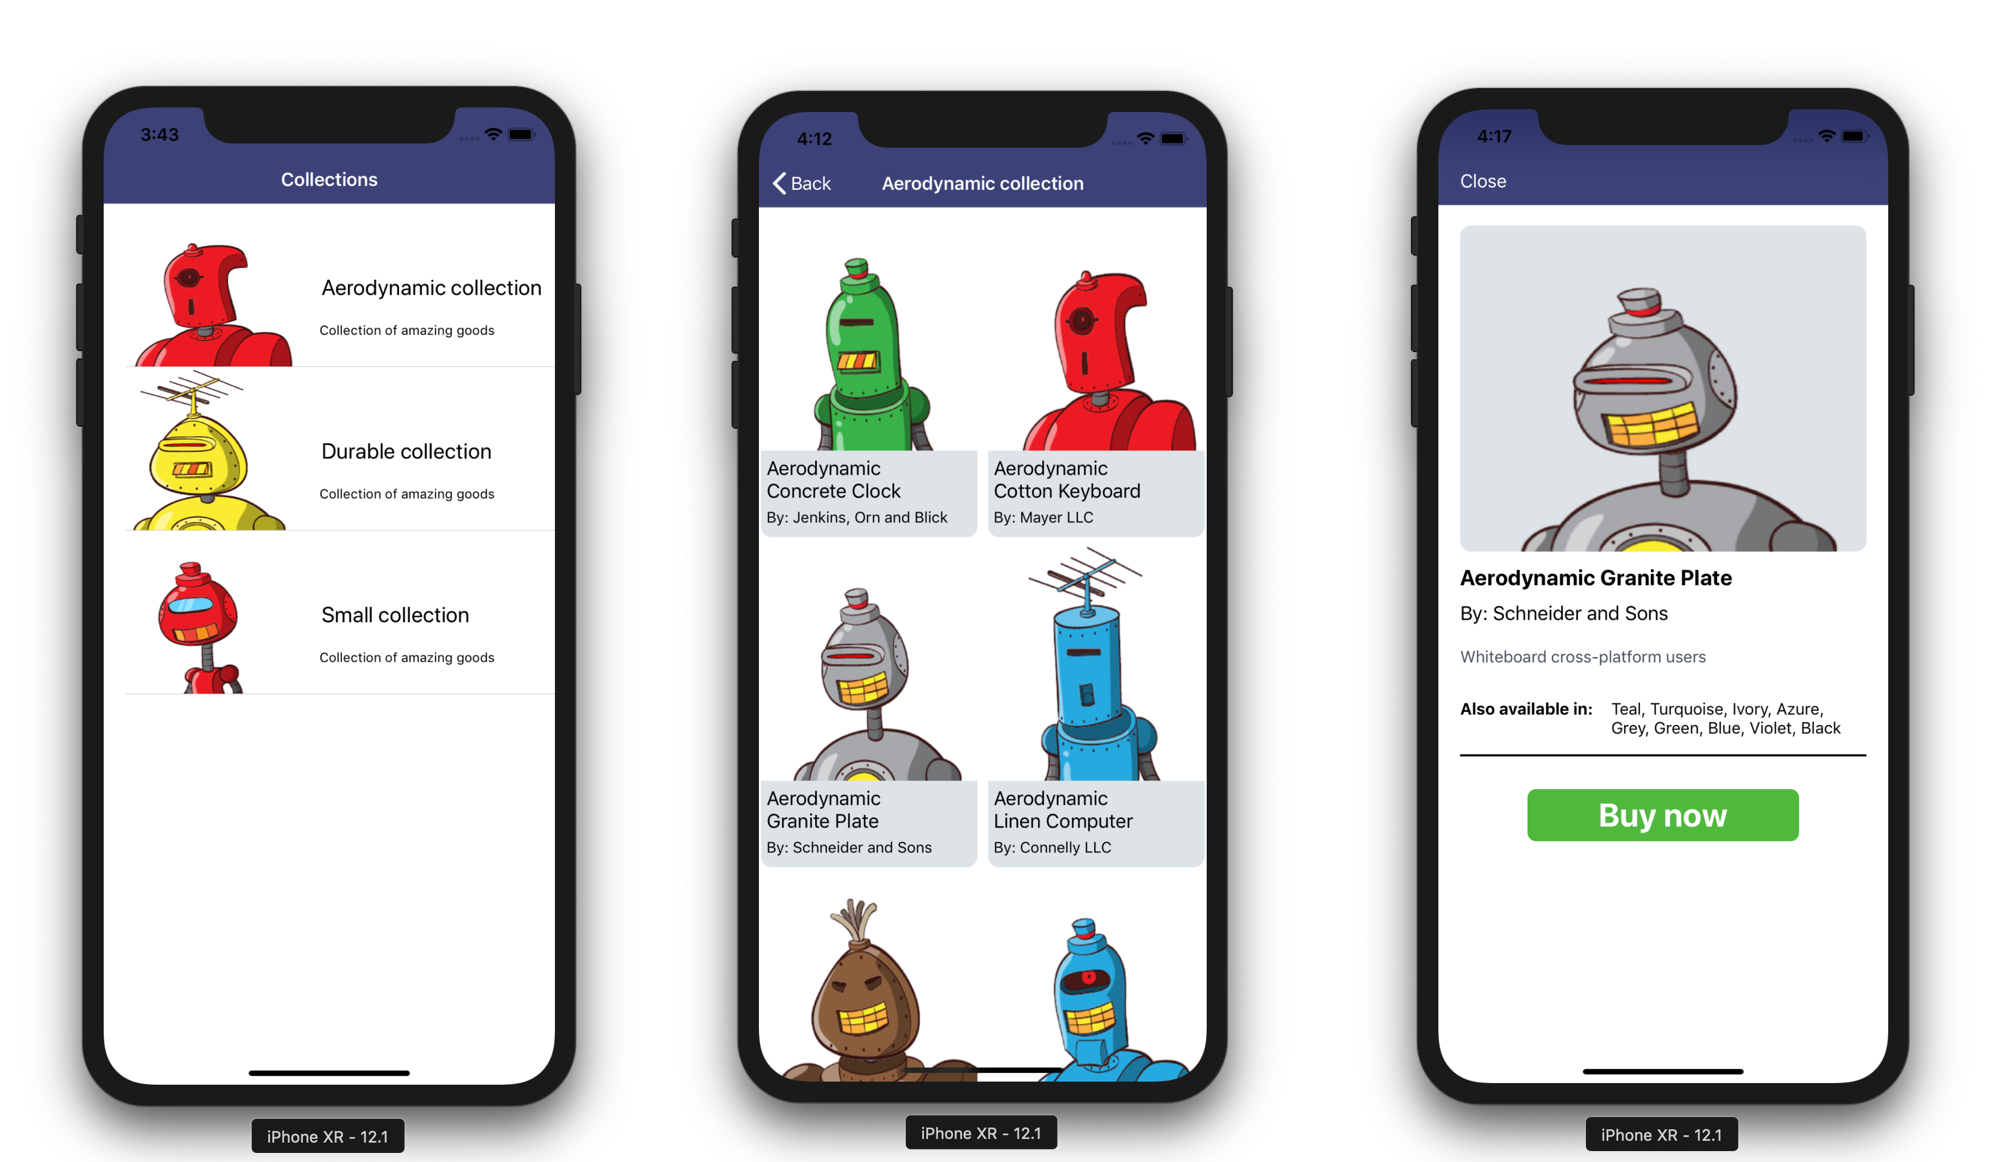 3:43
Collections
Aerodynamic collection
Collection of amazing goods
Durable collection
Collection of amazing goods
Small collection
Collection of amazing goods
iPhone XR - 12.1
4:12
Back
Aerodynamic collection
Aerodynamic
Concrete Clock
By: Jenkins, Orn and Blick
Aerodynamic
Cotton Keyboard
By: Mayer LLC
Aerodynamic
Granite Plate
By: Schneider and Sons
Aerodynamic
Linen Computer
By: Connelly LLC
iPhone XR - 12.1
4:17
Close
Aerodynamic Granite Plate
By: Schneider and Sons
Whiteboard cross-platform users
Also available in: Teal, Turquoise, Ivory, Azure,
Grey, Green, Blue, Violet, Black
Buy now
iPhone XR - 12.1